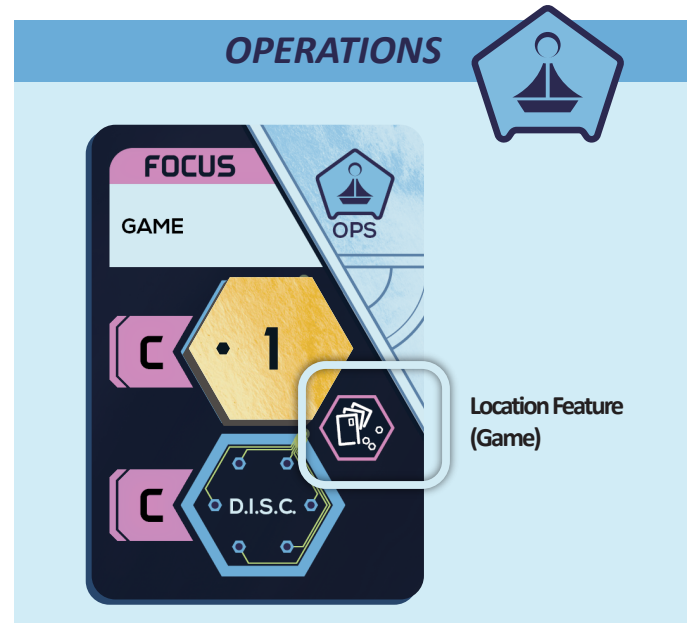 OPERATIONS
FOCUS
GAME
OPS
C
1
Location Feature
(Game)
C
D.I.S.C.